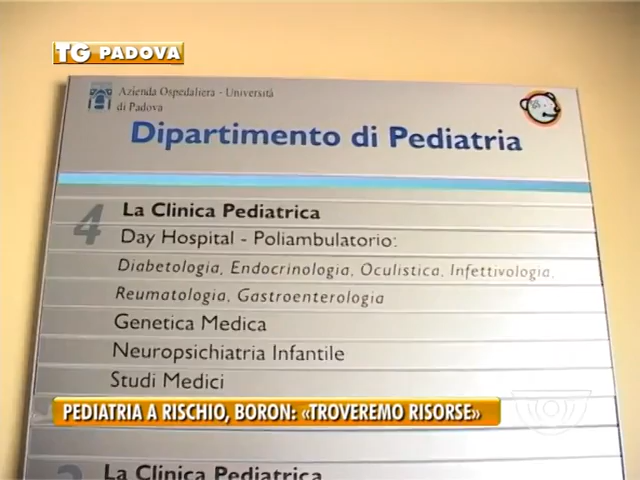 TG PADOVA
Azienda Ospedaliera - Università
di Padova
Dipartimento di Pediatria
4
La Clinica Pediatrica
Day Hospital - Poliambulatorio:
Diabetologia, Endocrinologia, Oculistica, Infettivologia,
Reumatologia, Gastroenterologia
Genetica Medica
Neuropsichiatria Infantile
Studi Medici
PEDIATRIA A RISCHIO, BORON: «TROVEREMO RISORSE»
La Clinica Pediatrica